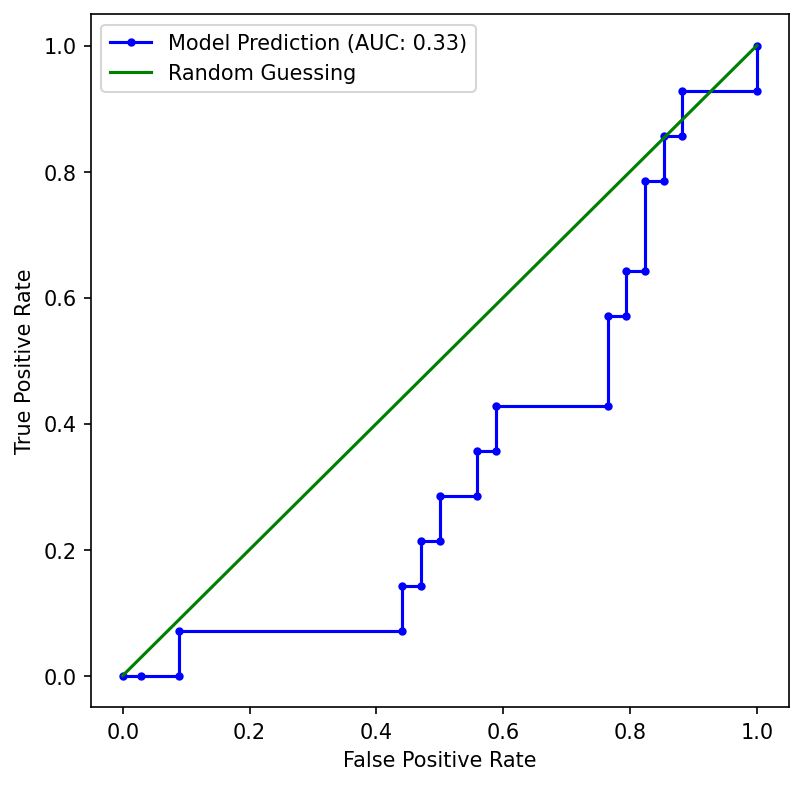 Model Prediction (AUC: 0.33)
Random Guessing
1.0
0.8
0.6
0.4
0.2
0.0
True Positive Rate
0.0 0.2 0.4 0.6 0.8 1.0
False Positive Rate